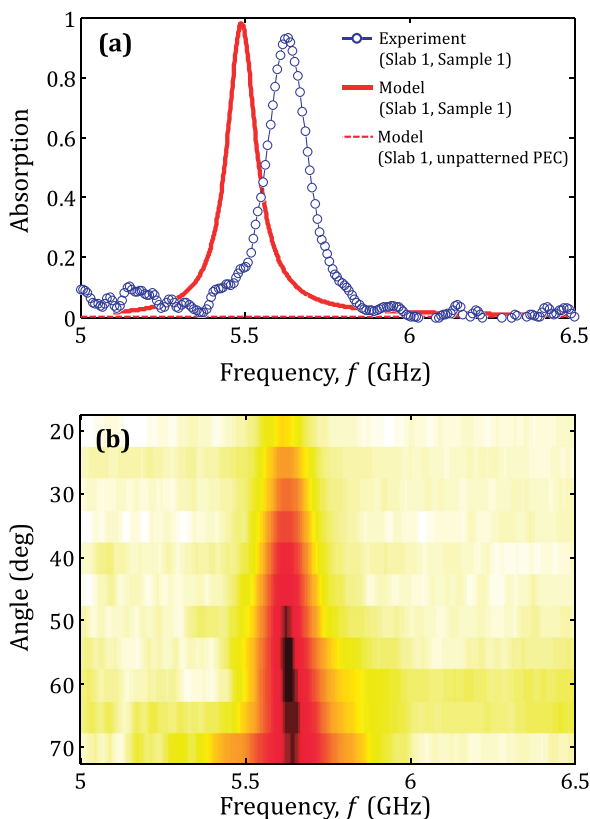 (a)
1
0.8
0.6
0.4
0.2
0
Absorption
Experiment
(Slab 1, Sample 1)
Model
(Slab 1, Sample 1)
Model
(Slab 1, unpatterned PEC)
5 5.5 6 6.5
Frequency, f (GHz)
(b)
20
30
40
50
60
70
Angle (deg)
5 5.5 6 6.5
Frequency, f (GHz)